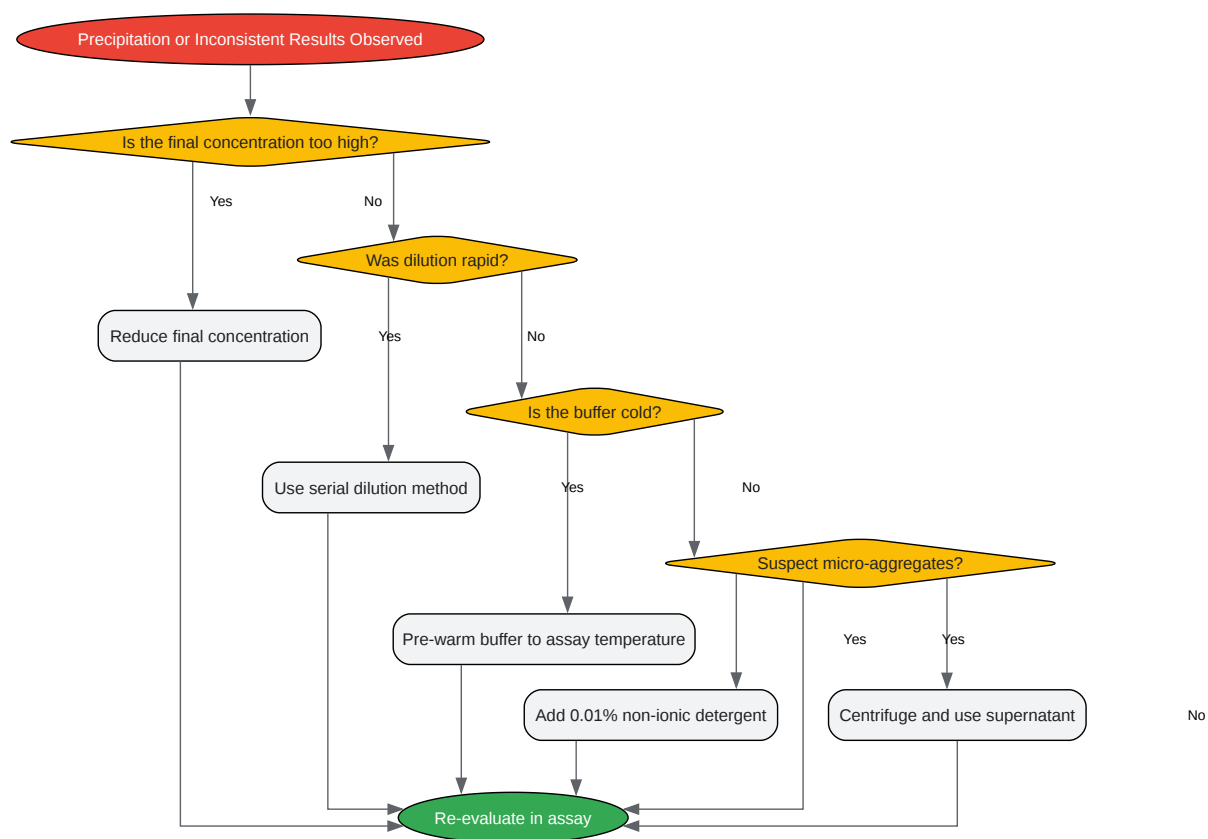 Precipitation or Inconsistent Results Observed
Is the final concentration too high?
Yes
No
Was dilution rapid?
Reduce final concentration
Yes
No
Is the buffer cold?
Use serial dilution method
Yes
No
Suspect micro-aggregates?
Pre-warm buffer to assay temperature
Yes
Yes
Add 0.01% non-ionic detergent
Centrifuge and use supernatant
No
Re-evaluate in assay